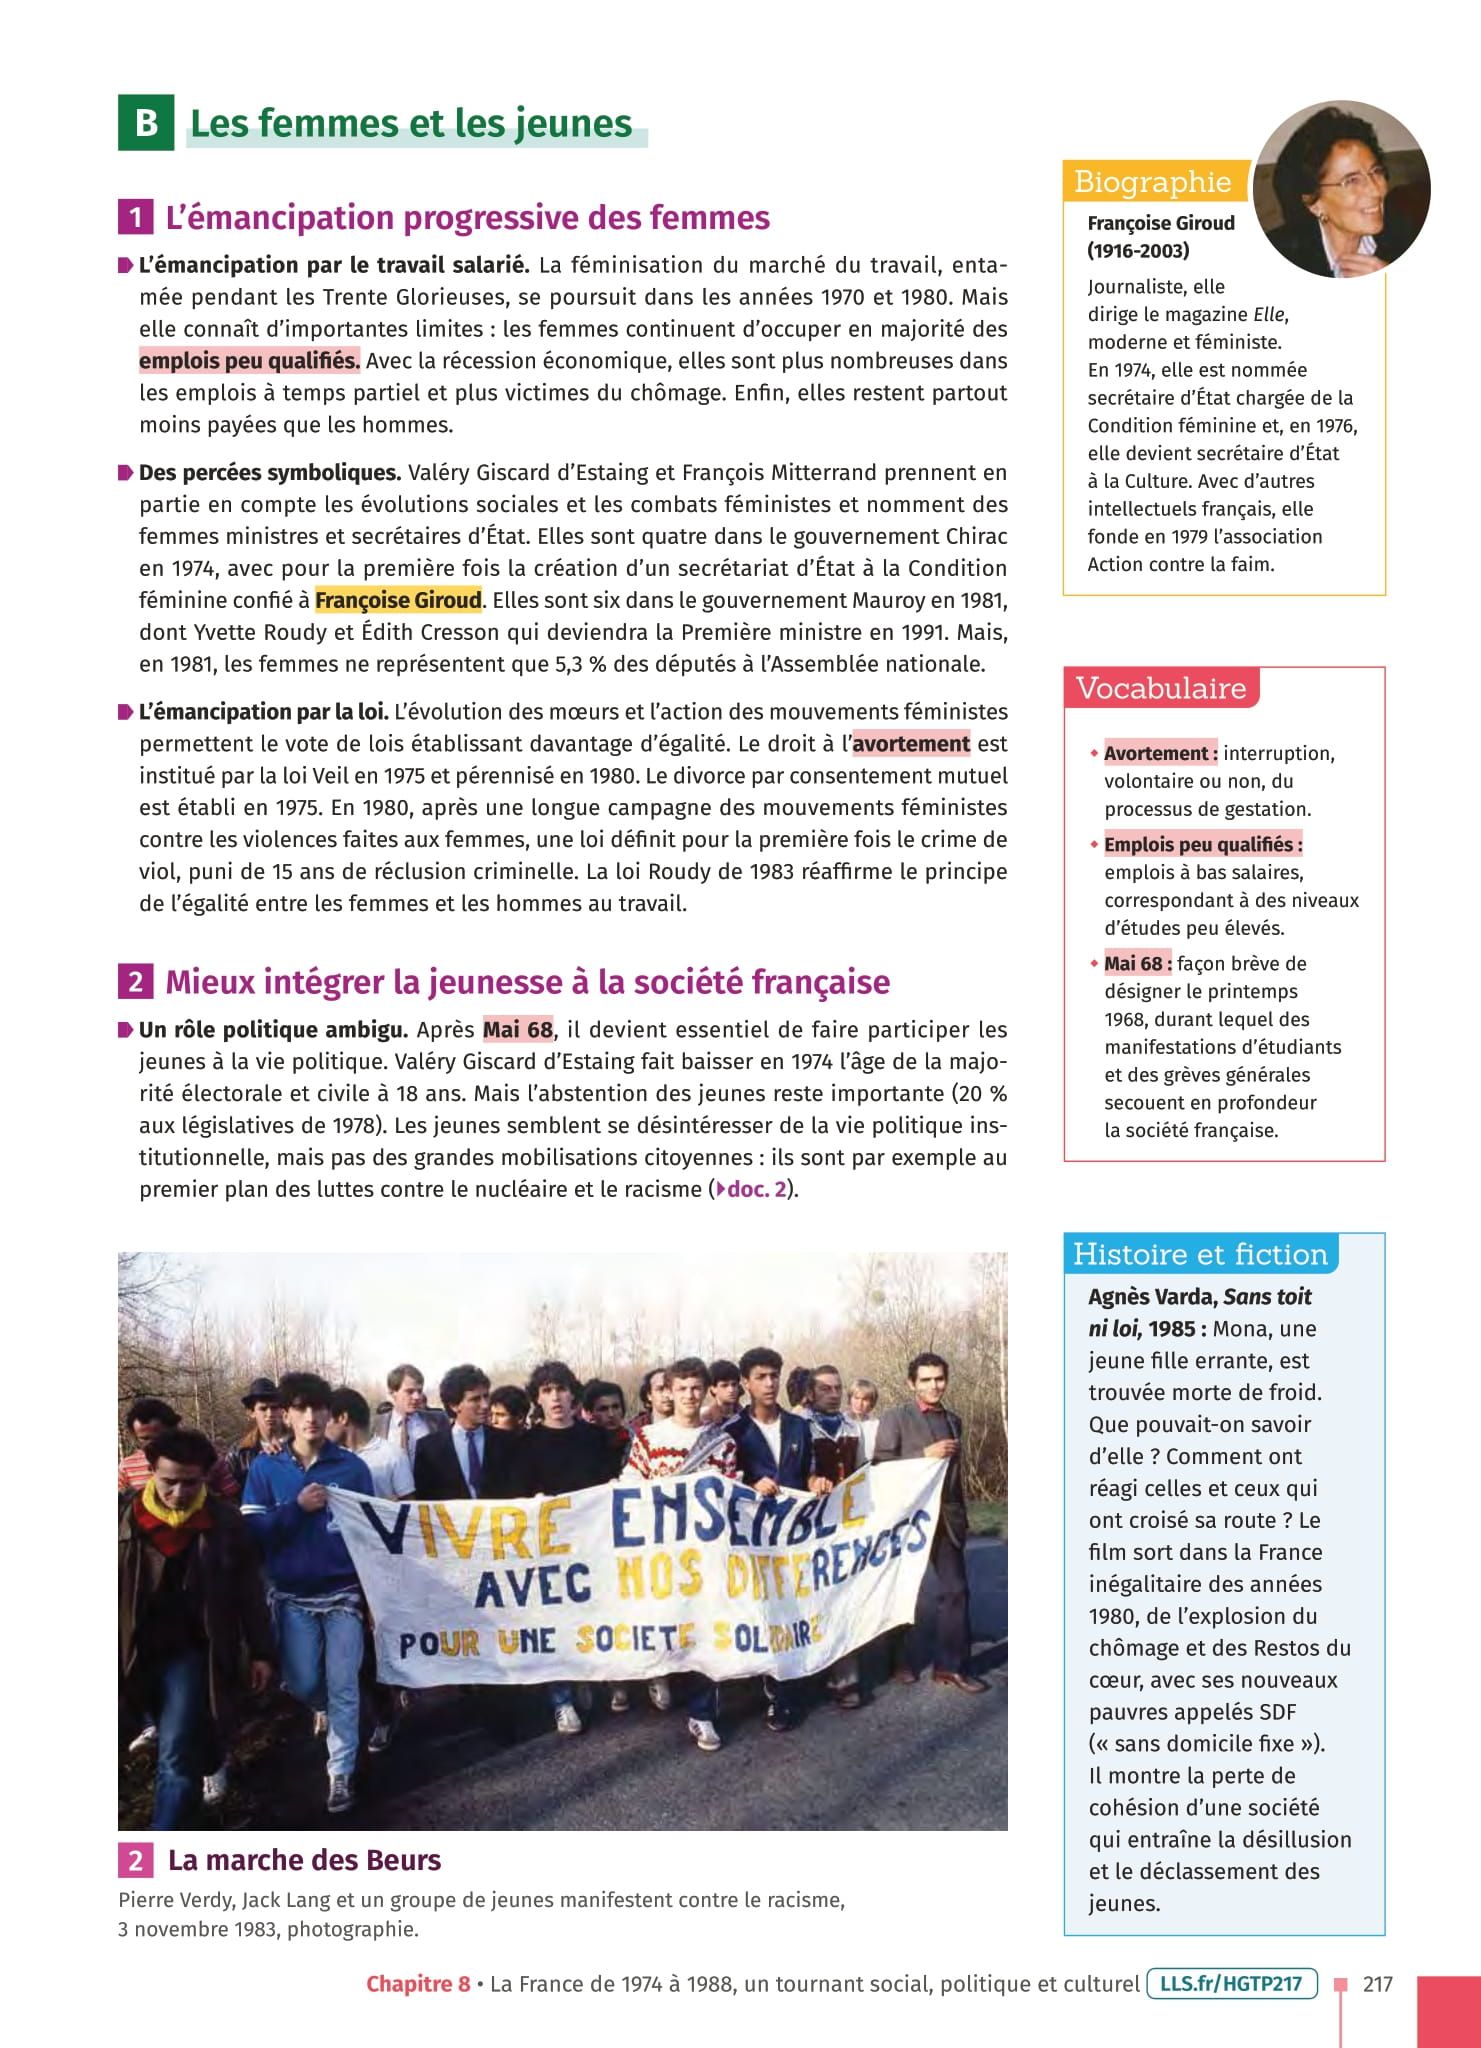 B Les femmes et les jeunes
1 L'émancipation progressive des femmes
L'émancipation par le travail salarié. La féminisation du marché du travail, enta-
mée pendant les Trente Glorieuses, se poursuit dans les années 1970 et 1980. Mais
elle connaît d'importantes limites : les femmes continuent d'occuper en majorité des
emplois peu qualifiés. Avec la récession économique, elles sont plus nombreuses dans
les emplois à temps partiel et plus victimes du chômage. Enfin, elles restent partout
moins payées que les hommes.
Des percées symboliques. Valéry Giscard d'Estaing et François Mitterrand prennent en
partie en compte les évolutions sociales et les combats féministes et nomment des
femmes ministres et secrétaires d'État. Elles sont quatre dans le gouvernement Chirac
en 1974, avec pour la première fois la création d'un secrétariat d'État à la Condition
féminine confié à Françoise Giroud. Elles sont six dans le gouvernement Mauroy en 1981,
dont Yvette Roudy et Édith Cresson qui deviendra la Première ministre en 1991. Mais,
en 1981, les femmes ne représentent que 5,3 % des députés à l'Assemblée nationale.
L'émancipation par la loi. L'évolution des mœurs et l'action des mouvements féministes
permettent le vote de lois établissant davantage d'égalité. Le droit à l'avortement est
institué par la loi Veil en 1975 et pérennisé en 1980. Le divorce par consentement mutuel
est établi en 1975. En 1980, après une longue campagne des mouvements féministes
contre les violences faites aux femmes, une loi définit pour la première fois le crime de
viol, puni de 15 ans de réclusion criminelle. La loi Roudy de 1983 réaffirme le principe
de l'égalité entre les femmes et les hommes au travail.
2 Mieux intégrer la jeunesse à la société française
Un rôle politique ambigu. Après Mai 68, il devient essentiel de faire participer les
jeunes à la vie politique. Valéry Giscard d'Estaing fait baisser en 1974 l'âge de la majo-
rité électorale et civile à 18 ans. Mais l'abstention des jeunes reste importante (20 %
aux législatives de 1978). Les jeunes semblent se désintéresser de la vie politique ins-
titutionnelle, mais pas des grandes mobilisations citoyennes : ils sont par exemple au
premier plan des luttes contre le nucléaire et le racisme (doc. 2).
VIVRE ENSEMBLE
AVEC NOS DIFFERENCES
POUR UNE SOCIETE SOLIDAIRE
2 La marche des Beurs
Pierre Verdy, Jack Lang et un groupe de jeunes manifestent contre le racisme,
3 novembre 1983, photographie.
Biographie
Françoise Giroud
(1916-2003)
Journaliste, elle
dirige le magazine Elle,
moderne et féministe.
En 1974, elle est nommée
secrétaire d'État chargée de la
Condition féminine et, en 1976,
elle devient secrétaire d'État
à la Culture. Avec d'autres
intellectuels français, elle
fonde en 1979 l'association
Action contre la faim.
Vocabulaire
• Avortement : interruption,
volontaire ou non, du
processus de gestation.
• Emplois peu qualifiés :
emplois à bas salaires,
correspondant à des niveaux
d'études peu élevés.
• Mai 68 : façon brève de
désigner le printemps
1968, durant lequel des
manifestations d'étudiants
et des grèves générales
secouent en profondeur
la société française.
Histoire et fiction
Agnès Varda, Sans toit
ni loi, 1985 : Mona, une
jeune fille errante, est
trouvée morte de froid.
Que pouvait-on savoir
d'elle ? Comment ont
réagi celles et ceux qui
ont croisé sa route ? Le
film sort dans la France
inégalitaire des années
1980, de l'explosion du
chômage et des Restos du
cœur, avec ses nouveaux
pauvres appelés SDF
(« sans domicile fixe »).
Il montre la perte de
cohésion d'une société
qui entraîne la désillusion
et le déclassement des
jeunes.
Chapitre 8 • La France de 1974 à 1988, un tournant social, politique et culturel LLS.fr/HGTP217 217